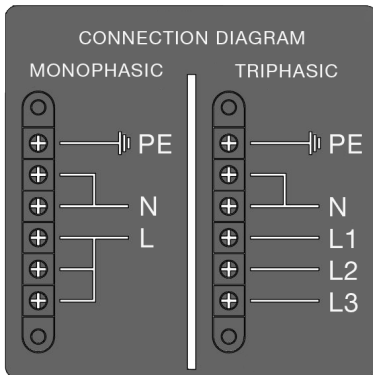 CONNECTION DIAGRAM
MONOPHASIC
PE
N
L
TRIPHASIC
PE
N
L1
L2
L3